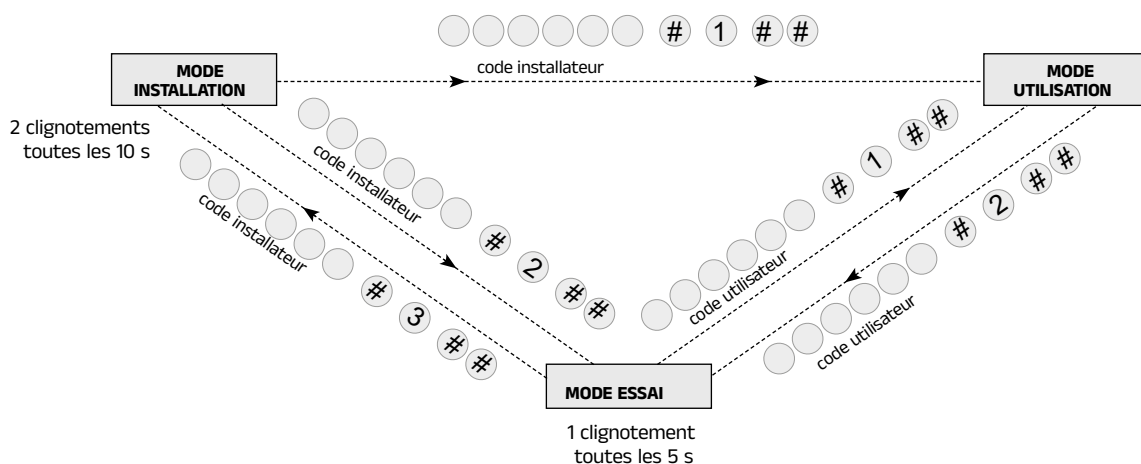 # 1 # #
code installateur
MODE
INSTALLATION
MODE
UTILISATION
2 clignotements
toutes les 10 s
code installateur
# 2 # #
code installateur
# 3 # #
code utilisateur
# 1 # #
code utilisateur
# 2 # #
MODE ESSAI
1 clignotement
toutes les 5 s